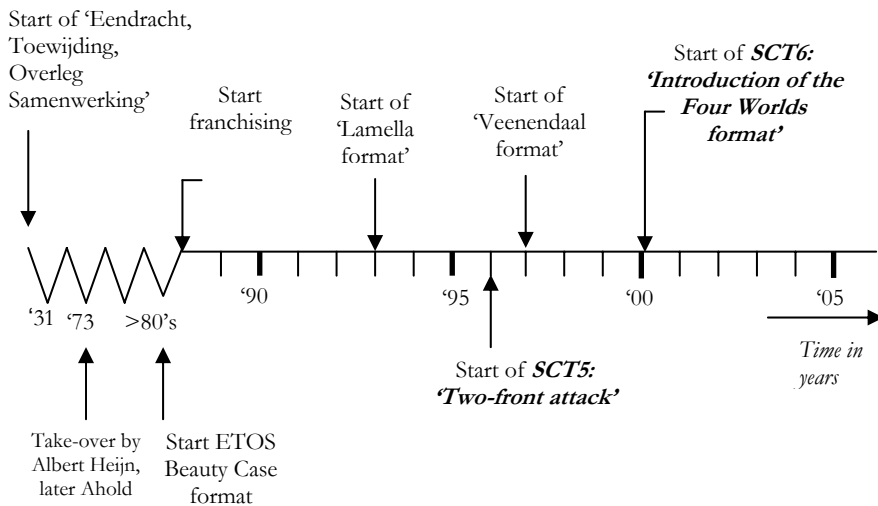 Start of ‘Eendracht,
Toewijding,
Overleg
Samenwerking’
Start
franchising
Start of
‘Lamella
format’
Start of
‘Veenendaal
format’
Start of SCT6:
‘Introduction of the
Four Worlds
format’
‘31
‘73
>80’s
‘90
‘95
‘00
‘05
Time in
years
Start of SCT5:
‘Two-front attack’
Take-over by
Albert Heijn,
later Ahold
Start ETOS
Beauty Case
format